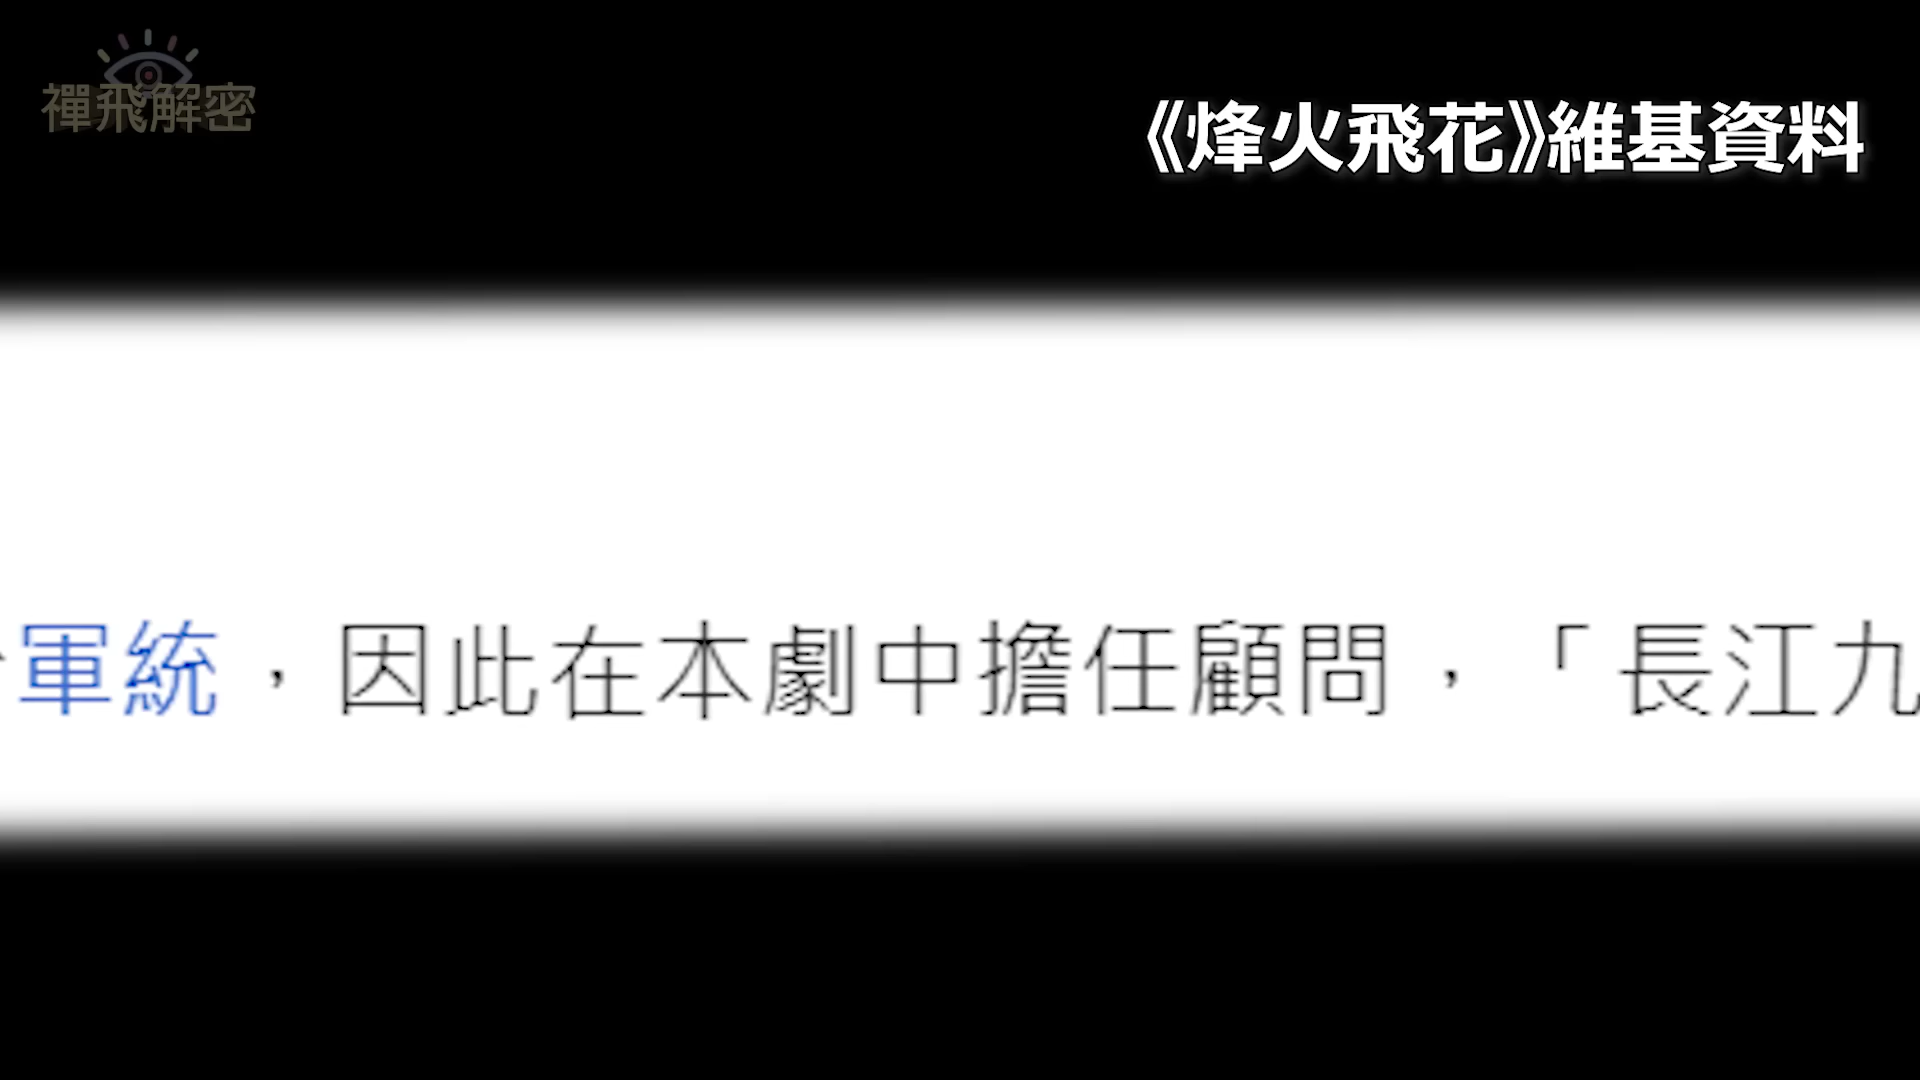 禪飛解密
《烽火飛花》維基資料
軍統，因此在本劇中擔任顧問，「長江九